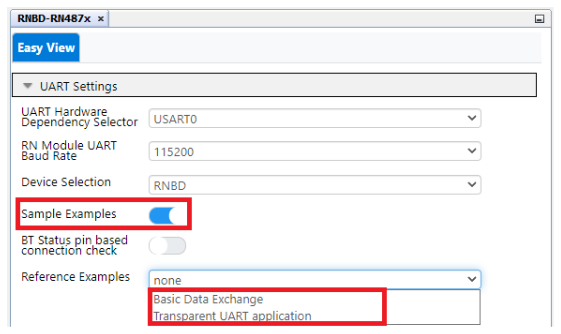 RNBD-RN487x ×
Easy View
UART Settings
UART Hardware
Dependency Selector
USART0
RN Module UART
Baud Rate
115200
Device Selection
RNBD
Sample Examples
BT Status pin based
connection check
Reference Examples
none
Basic Data Exchange
Transparent UART application